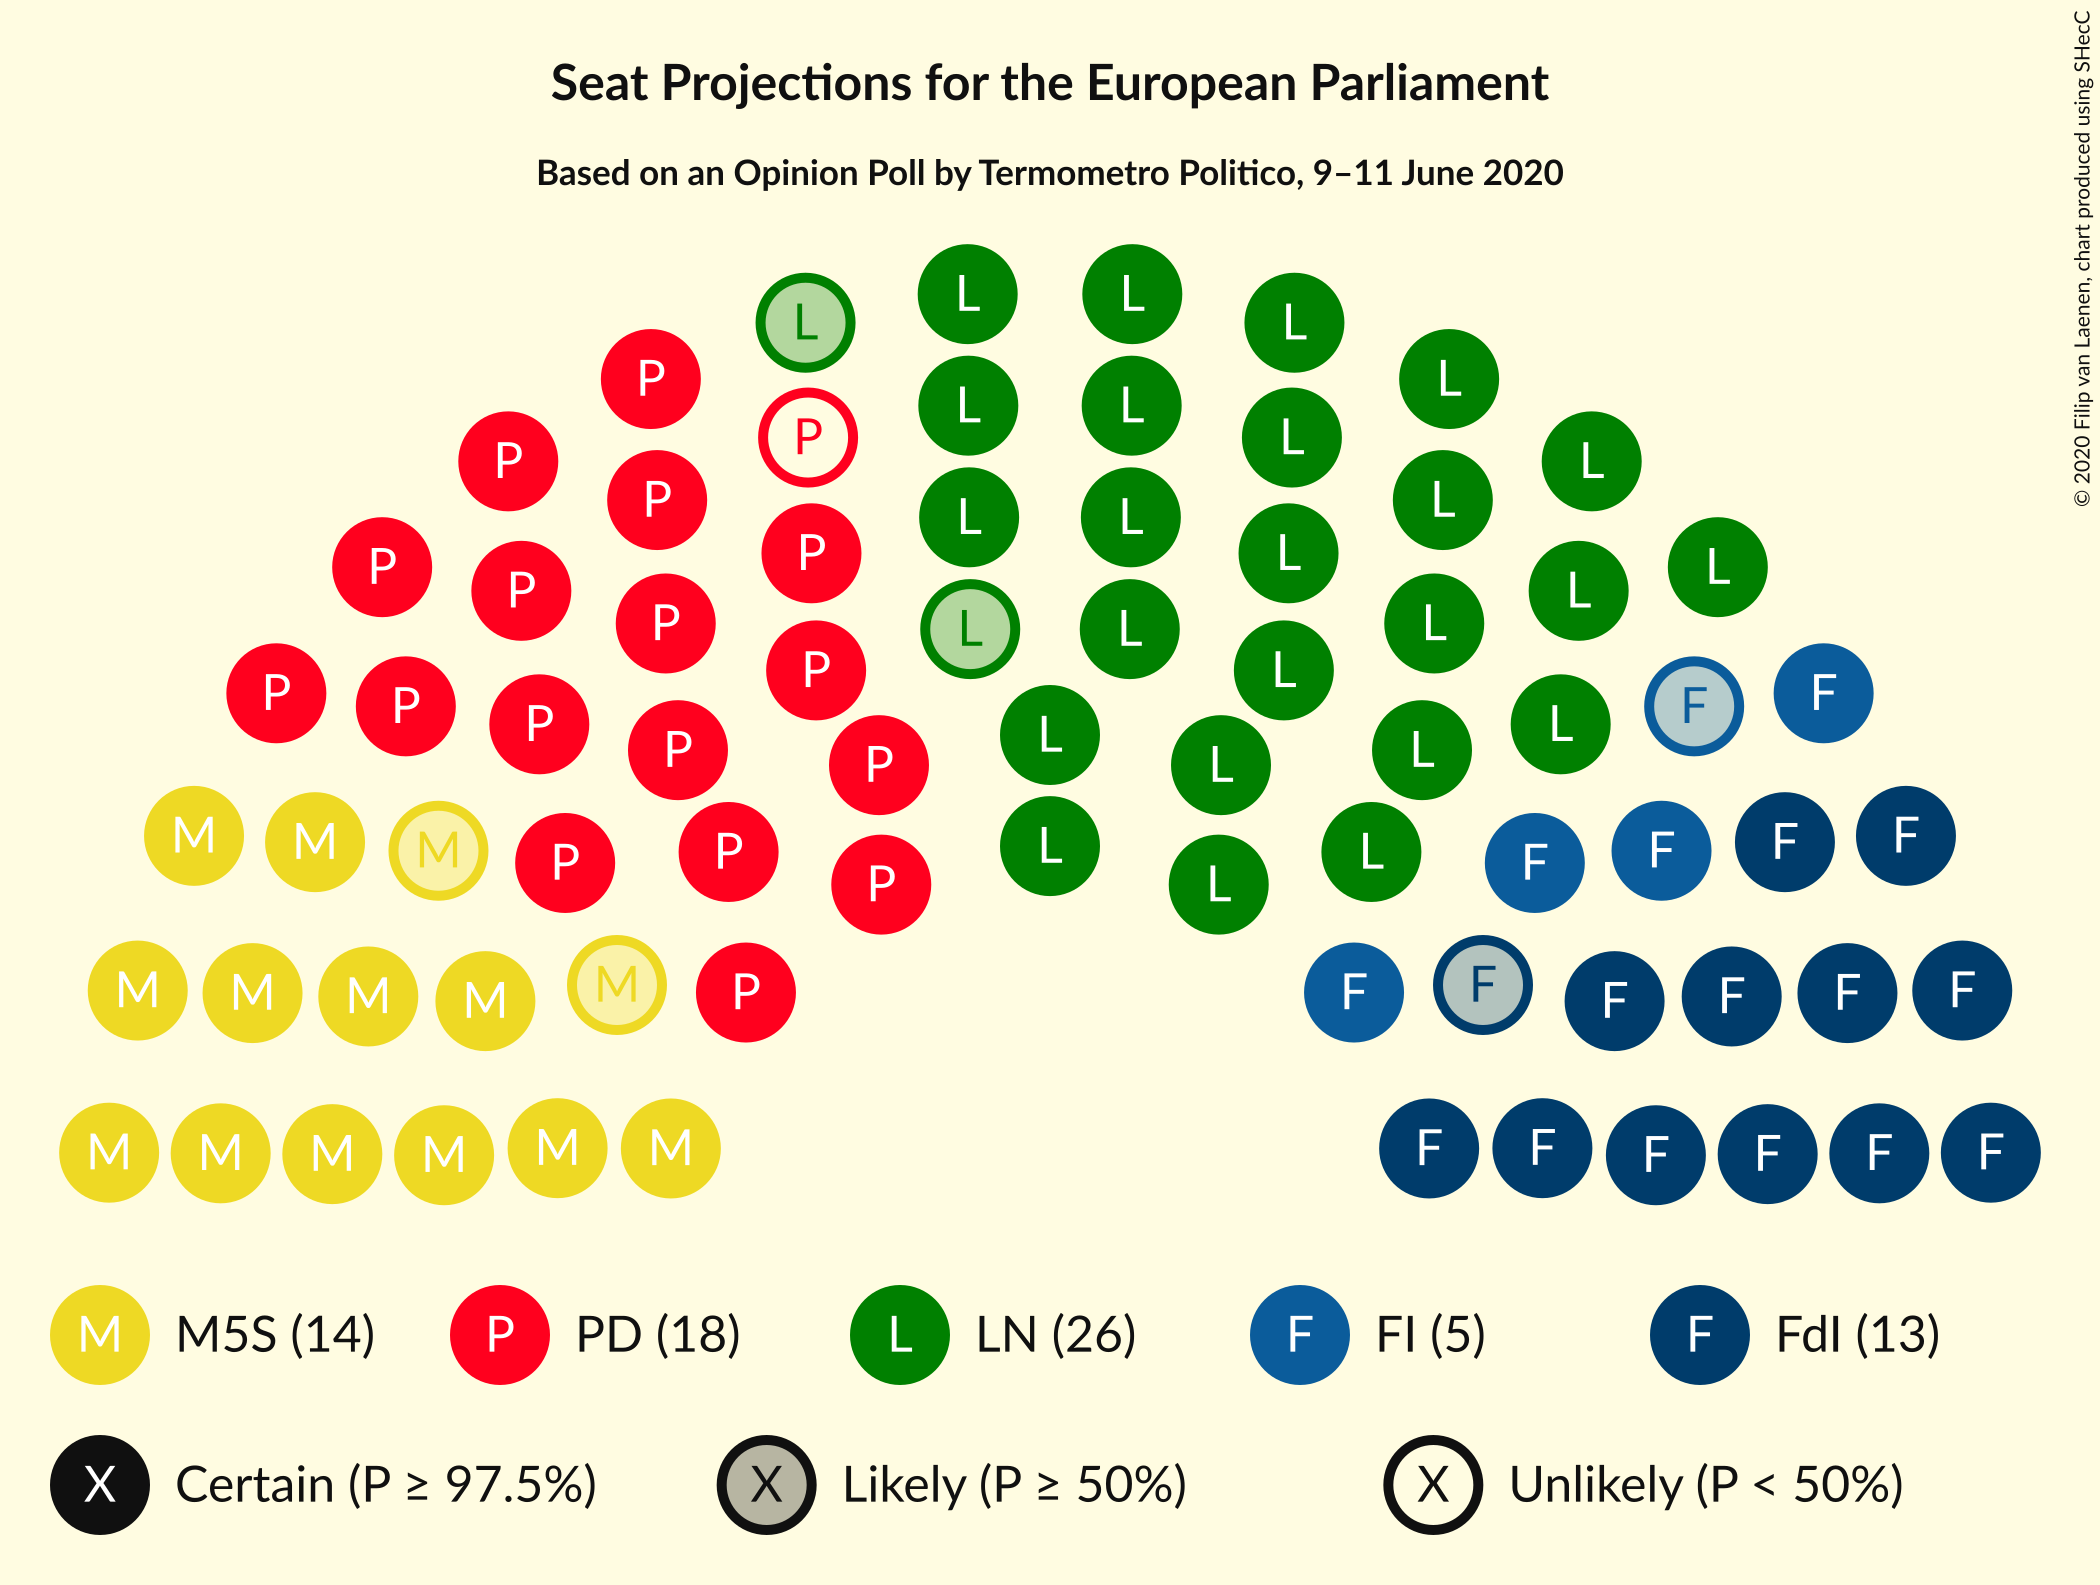 Seat Projections for the European Parliament
Based on an Opinion Poll by Termometro Politico, 9–11 June 2020
© 2020 Filip van Laenen, chart produced using SHecC
L L L L
P L
P P L L L L
P P L L L
P P L L L L
P P L L L L
P P P P L L L F F
P L L
M M M P P P L L L F F F F
M M M M M P F F F F F F
M M M M M M F F F F F F
M M5S (14) P PD (18) L LN (26) F FI (5) F FdI (13)
X Certain (P ≥ 97.5%) X Likely (P ≥ 50%) X Unlikely (P < 50%)